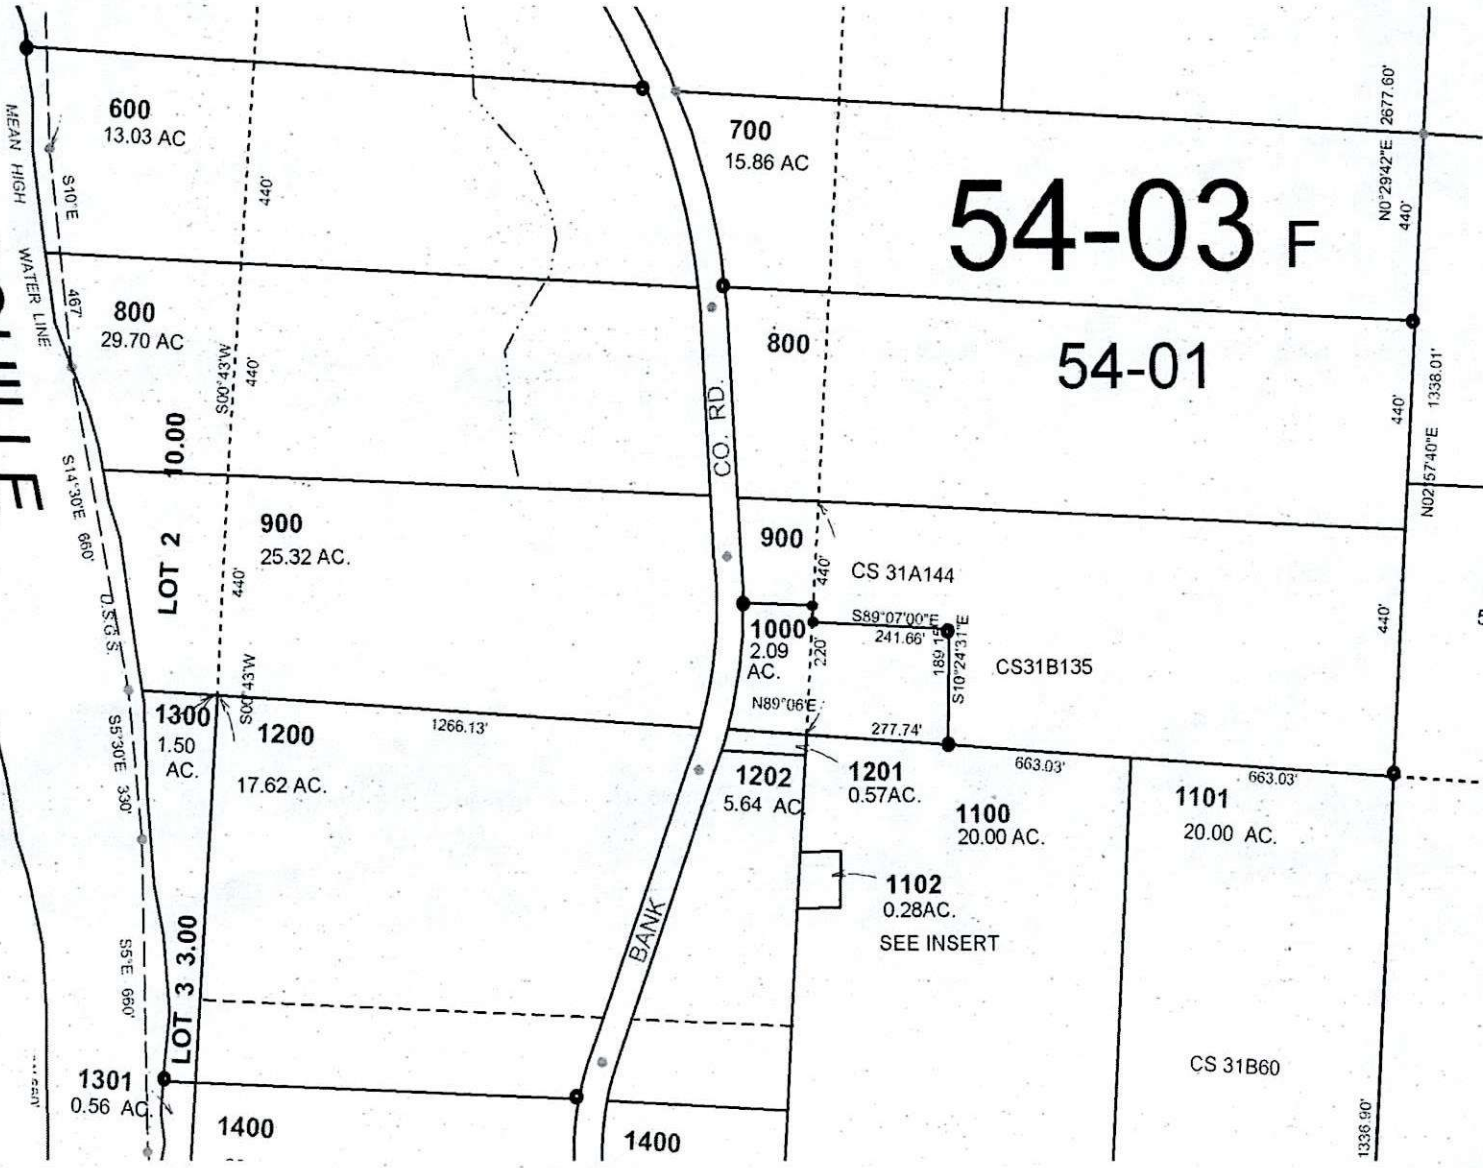 600
13.03 AC
700
15.86 AC
54-03 F
54-01
N0°29'42"E 2677.60'
440'
MEAN HIGH WATER LINE
S10°E
467'
440'
800
29.70 AC
S00°43'W
440'
800
CO. RD.
440'
N02°57'40"E 1338.01'
LOT 2 10.00
S14°30'E 660'
U.S.G.S.
900
25.32 AC.
440'
900
440'
CS 31A144
S89°07'00"E
241.66'
189.15'
S10°24'31"E
CS31B135
440'
1000
2.09
AC.
220'
N89°06'E
277.74'
663.03'
663.03'
S00°43'W
1300
1.50
AC.
1200
17.62 AC.
1266.13'
S5°30'E 330'
1202
5.64 AC
1201
0.57AC.
1100
20.00 AC.
1101
20.00 AC.
1102
0.28AC.
SEE INSERT
BANK
LOT 3 3.00
S5°E 660'
1301
0.56 AC.
1400
1400
CS 31B60
1336.90'